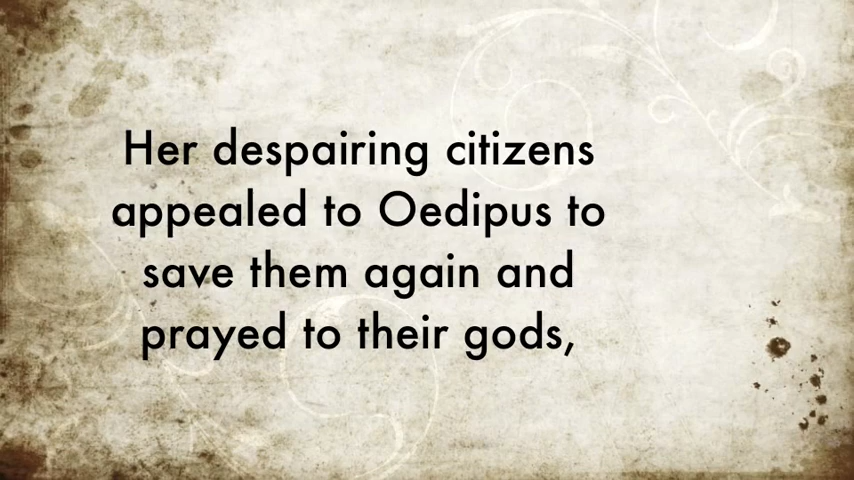 Her despairing citizens
appealed to Oedipus to
save them again and
prayed to their gods,